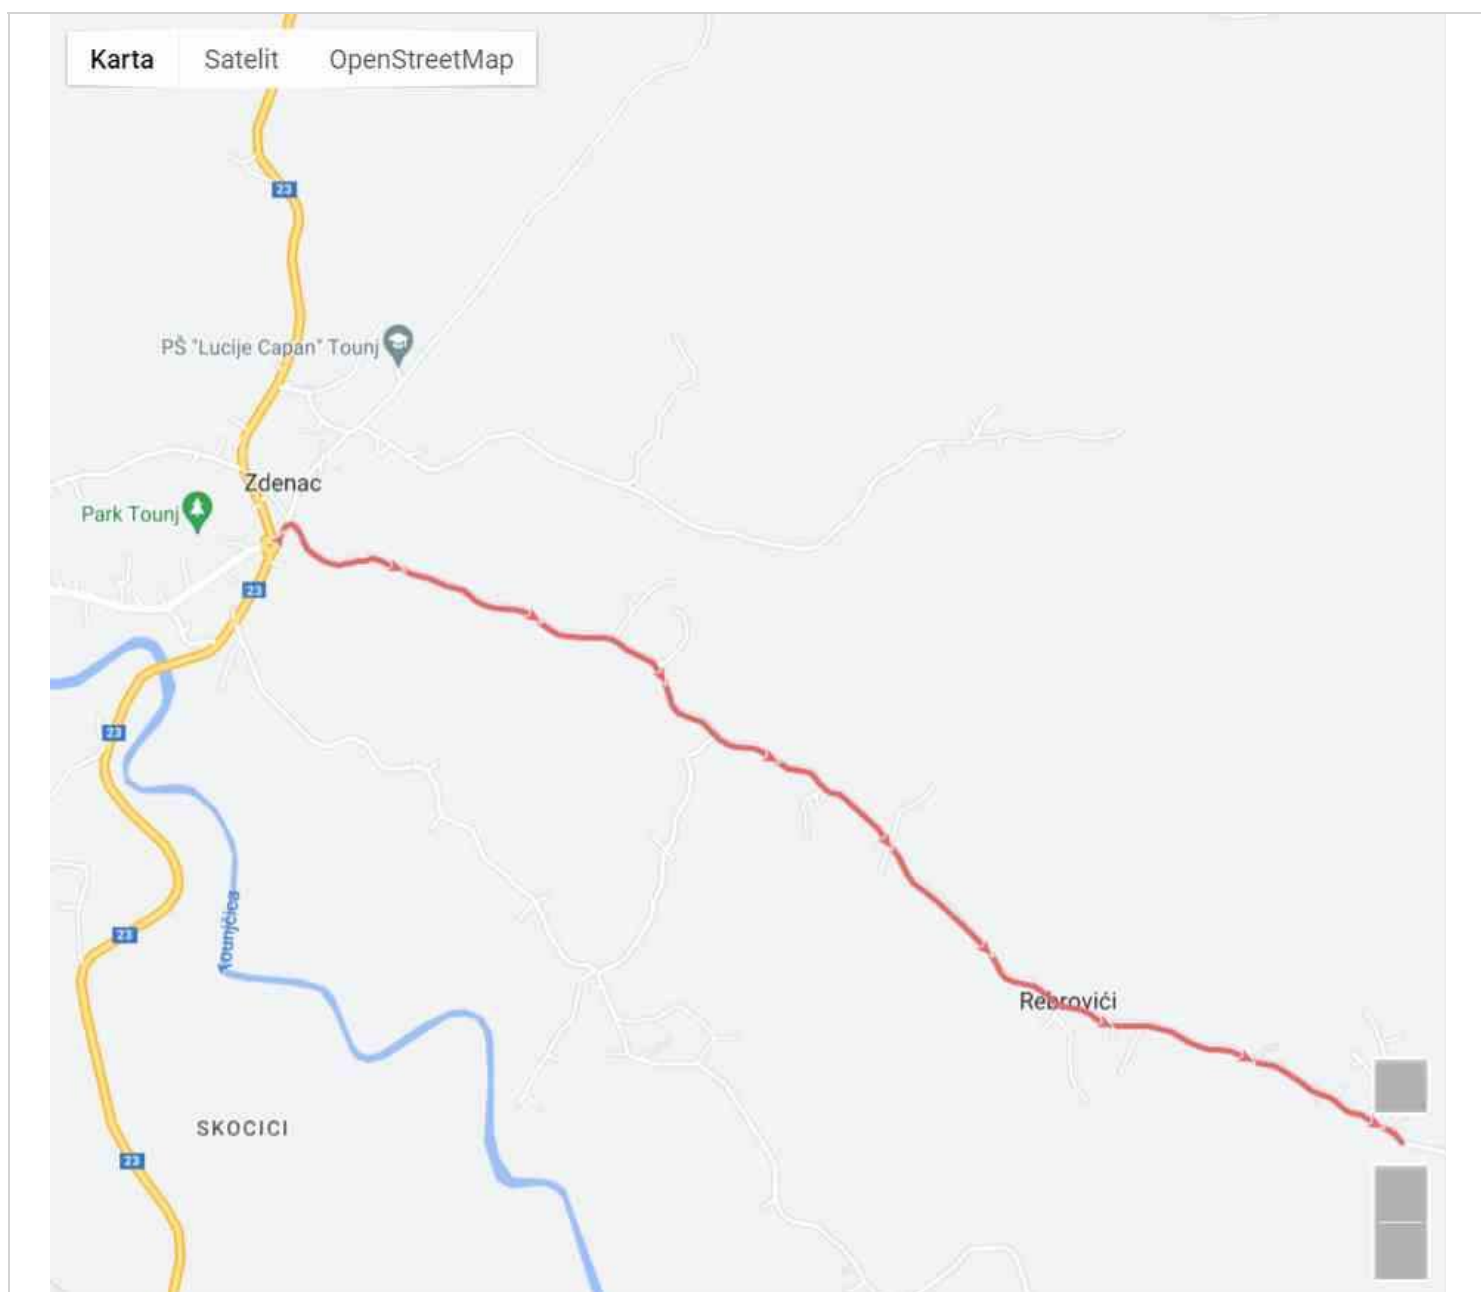 Karta Satelit OpenStreetMap
23
PŠ "Lucije Capan" Tounj
Zdenac
Park Tounj
23
23
Tounjčica
23
Rebrovići
SKOCICI
23